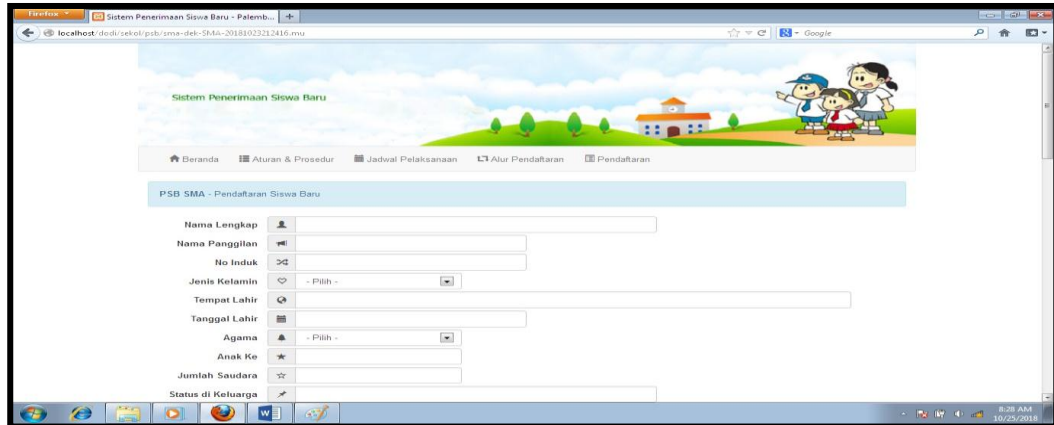 Firefox
Sistem Penerimaan Siswa Baru - Palemb...
localhost/dodi/sekol/psb/sma-dek-SMA-20181023212416.mu
Google
Sistem Penerimaan Siswa Baru
Beranda Aturan & Prosedur Jadwal Pelaksanaan Alur Pendaftaran Pendaftaran
PSB SMA - Pendaftaran Siswa Baru
Nama Lengkap
Nama Panggilan
No Induk
Jenis Kelamin - Pilih -
Tempat Lahir
Tanggal Lahir
Agama - Pilih -
Anak Ke
Jumlah Saudara
Status di Keluarga
8:28 AM
10/25/2018